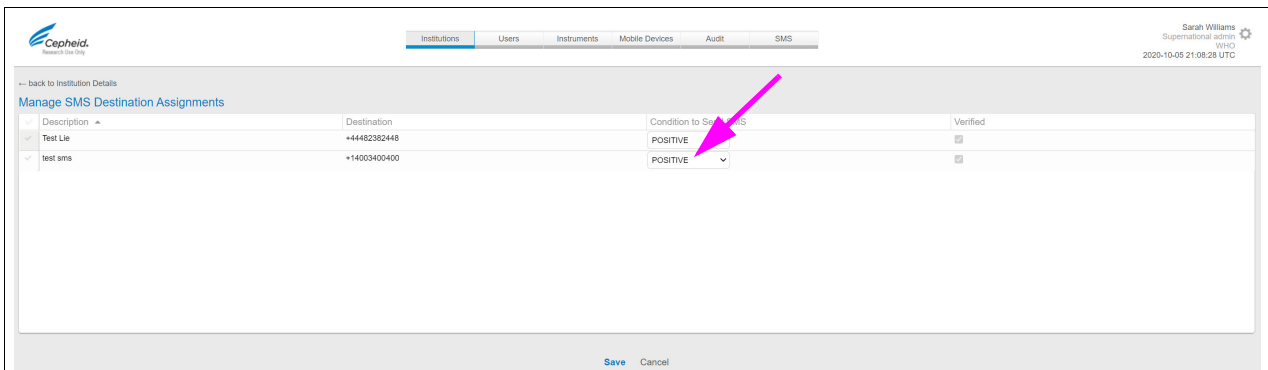 Cepheid.
Research Use Only
Institutions Users Instruments Mobile Devices Audit SMS
Sarah Williams
Supernational admin
WHO
2020-10-05 21:08:28 UTC
← back to Institution Details
Manage SMS Destination Assignments
Description Destination Condition to Send SMS Verified
Test Lie +44482382448 POSITIVE
test sms +14003400400 POSITIVE
Save Cancel